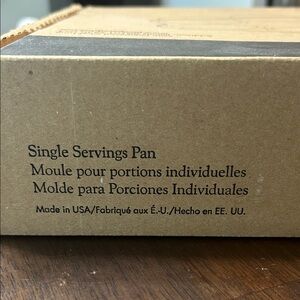 Single Servings Pan
Moule pour portions individuelles
Molde para Porciones Individuales
Made in USA/Fabriqué aux É.-U./Hecho en EE. UU.